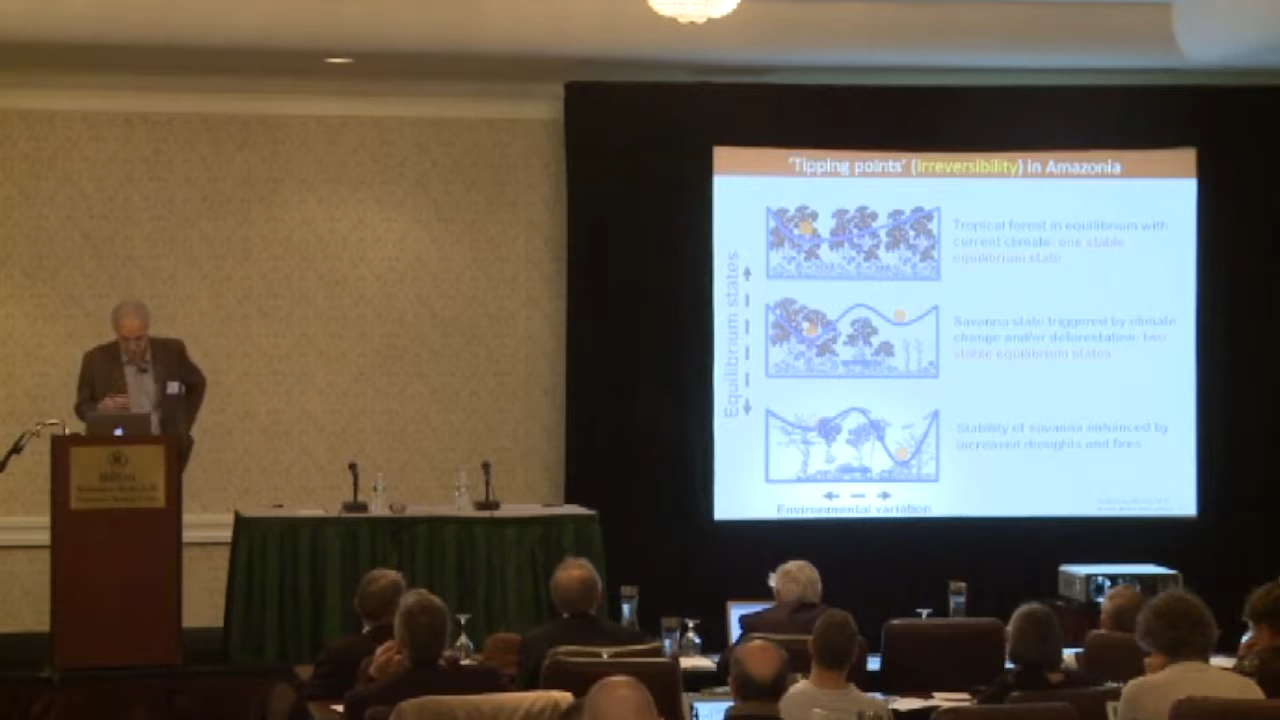 'Tipping points' (Irreversibility) in Amazonia
Tropical forest in equilibrium with
current climate: one stable
equilibrium state
Equilibrium states
Savanna state triggered by climate
change and/or deforestation: two
stable equilibrium states
Stability of savanna enhanced by
increased droughts and fires
Environmental variation
Hilton